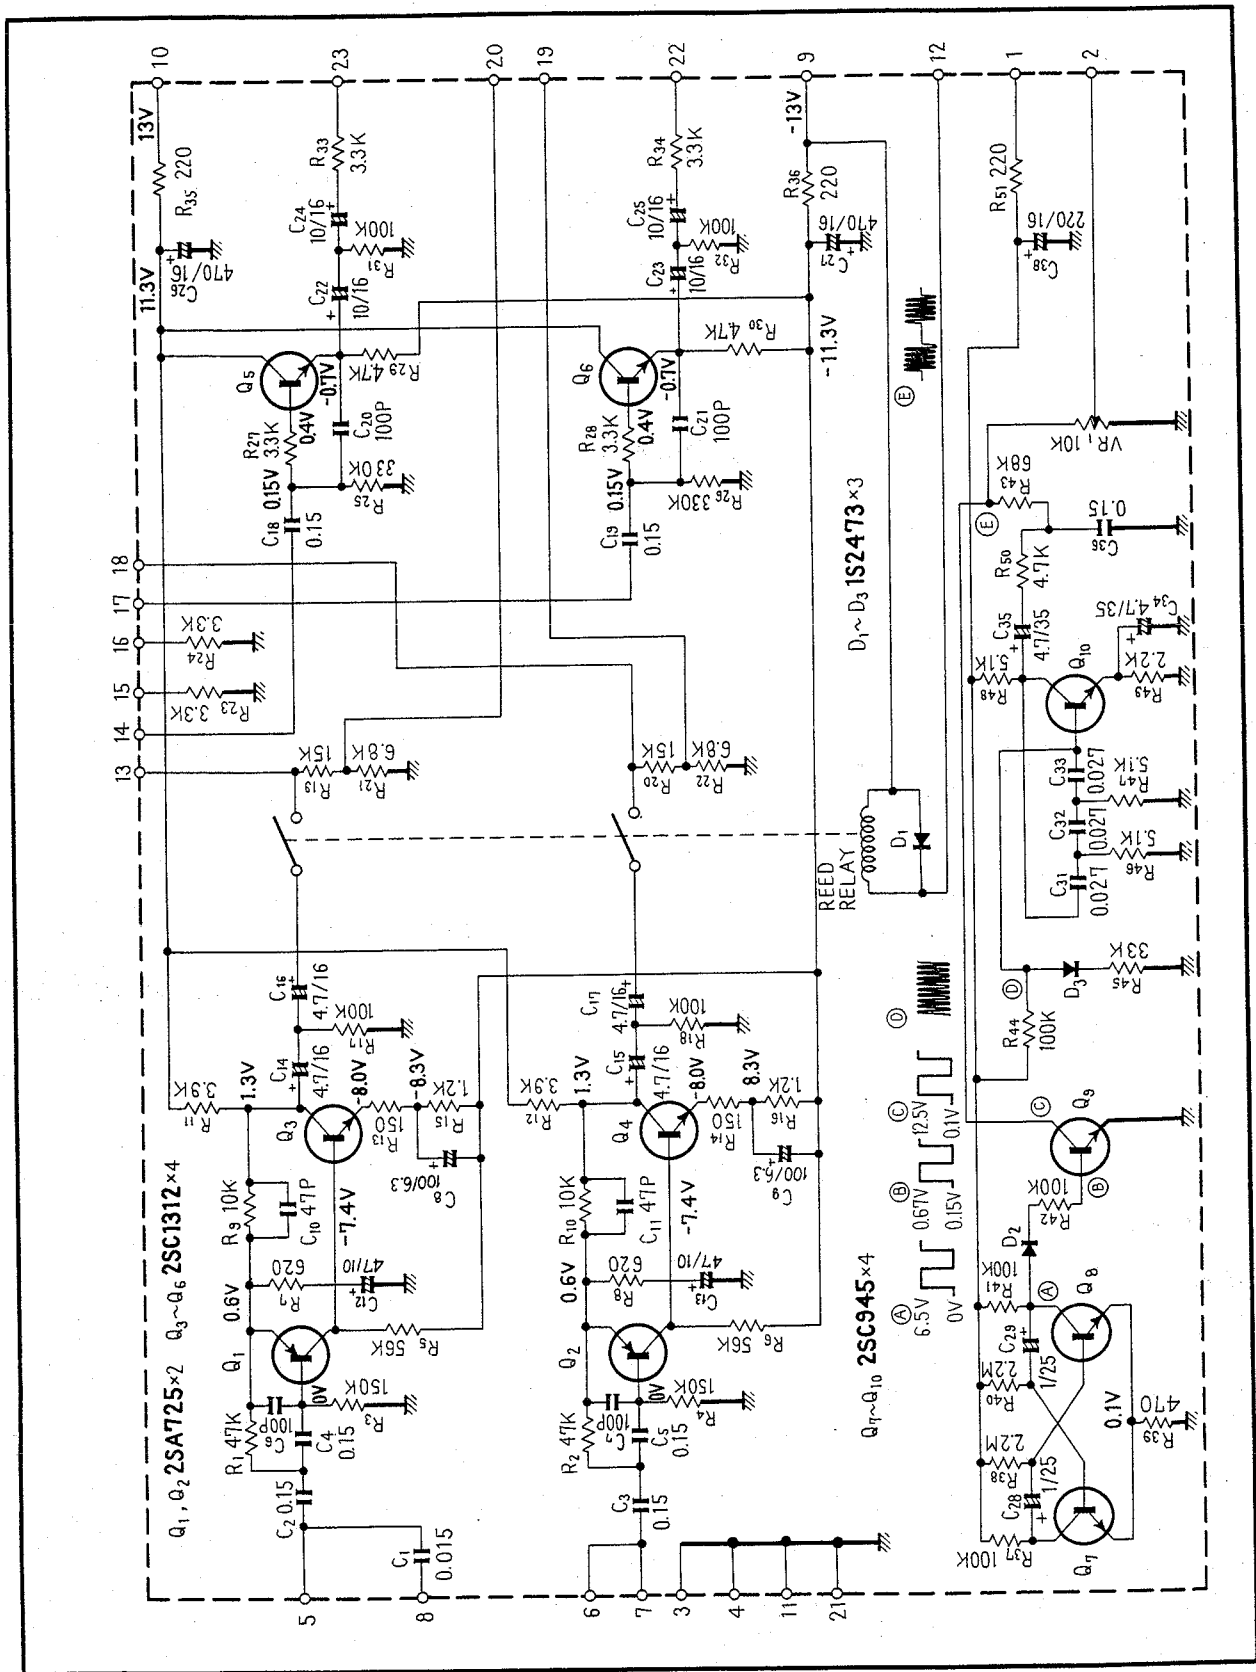 Q1, Q2 2SA725×2   Q3~Q6 2SC1312×4
5
8
6
7
3
4
11
21
C1
0.015
C2 0.15
R1 47K
C6
100P
C4
0.15
R3
150K
0V
Q1
0.6V
R7
620
C12
47/10
R5
56K
R9 10K
C10 47P
-7.4V
R11
3.9K
1.3V
Q3
-8.0V
R13
150
-8.3V
R15
1.2K
C8
100/6.3
C14
4.7/16
R17
100K
C16
4.7/16
C3
0.15
R2 47K
C7
100P
C5
0.15
R4
150K
0V
Q2
0.6V
R8
620
C13
47/10
R6
56K
R10 10K
C11 47P
-7.4V
R12
3.9K
1.3V
Q4
-8.0V
R14
150
-8.3V
R16
1.2K
C9
100/6.3
C15
4.7/16
R18
100K
C17
4.7/16
13
14
15
16
17
18
R19
15K
R21
6.8K
R20
15K
R22
6.8K
R23
3.3K
R24
3.3K
C18
0.15
0.15V
R25
330K
R27
3.3K
0.4V
C20
100P
Q5
-0.7V
R29 4.7K
C22
10/16
R31
100K
C24
10/16
R33
3.3K
C19
0.15
0.15V
R26
330K
R28
3.3K
0.4V
C21
100P
Q6
-0.7V
R30 4.7K
C23
10/16
R32
100K
C25
10/16
R34
3.3K
11.3V
C26
470/16
R35 220
13V
-11.3V
C27
470/16
R36
220
-13V
10
23
20
19
22
9
12
1
2
REED
RELAY
D1
D1~D3 1S2473×3
Q7~Q10 2SC945×4
A
6.5V
0V
B
0.67V
0.15V
C
12.5V
0.1V
D
E
R37
100K
C28
1/25
R38
2.2M
R40
2.2M
C29
1/25
R41
100K
A
Q7
Q8
0.1V
R39
470
D2
R42
100K
B
Q9
C
R44
100K
D
D3
R45
33K
C31
0.027
R46
5.1K
C32
0.027
R47
5.1K
C33
0.027
Q10
R48
5.1K
R49
2.2K
C34 4.7/35
C35
4.7/35
R50
4.7K
C36
0.15
E
R43
68K
VR1 10K
C38
220/16
R51 220